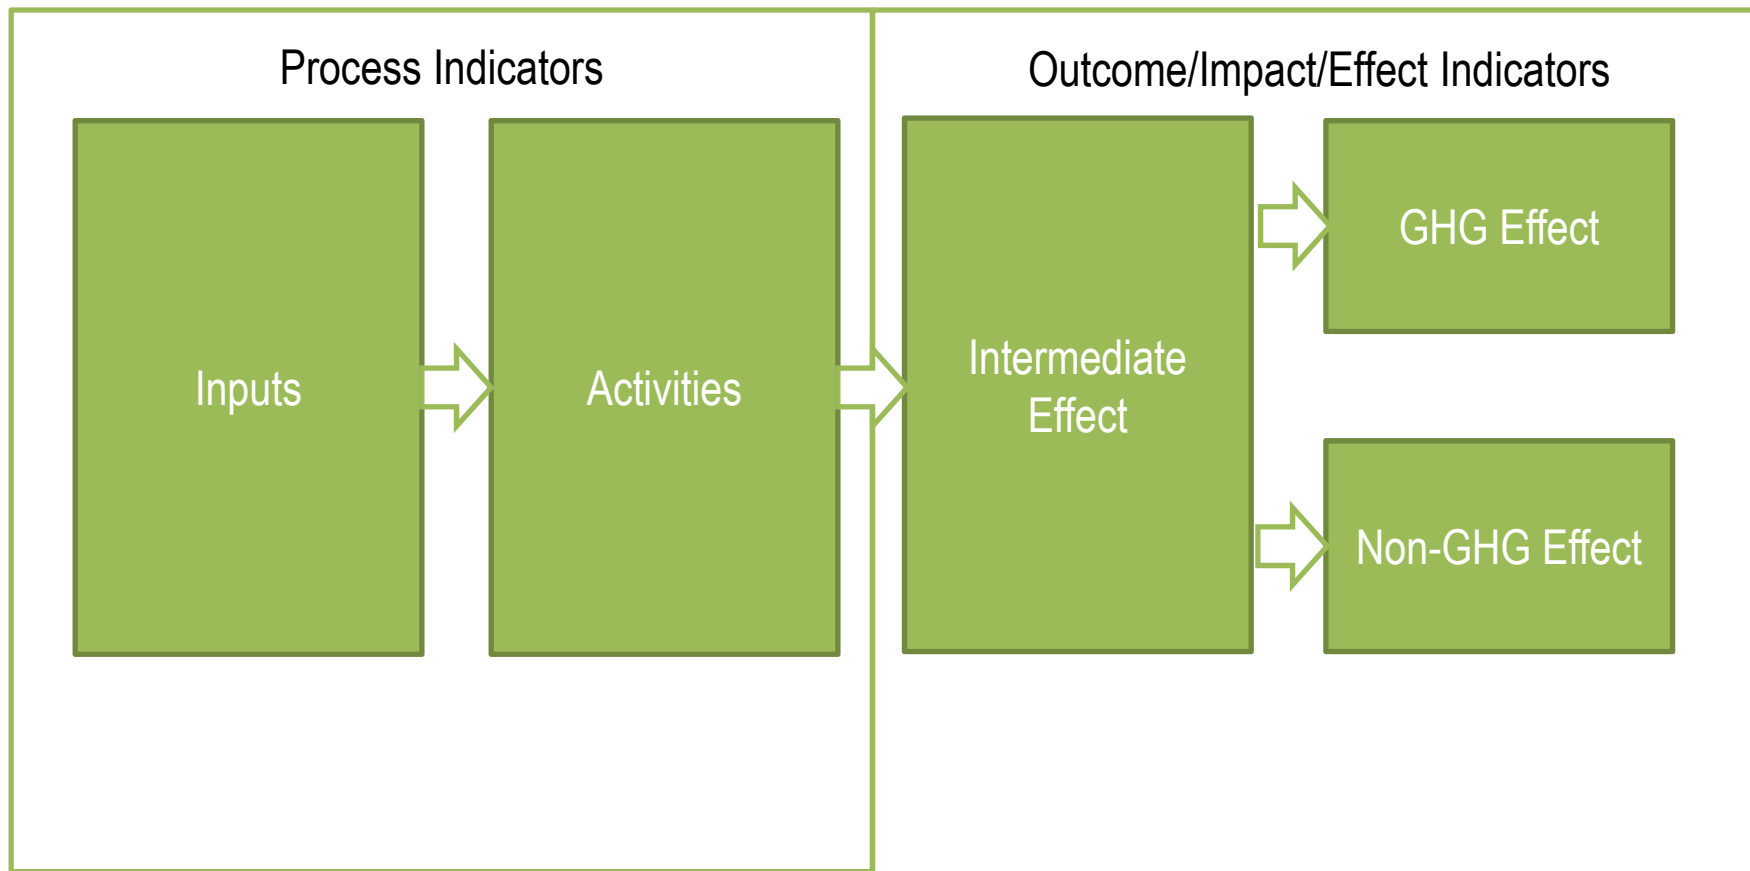 Process Indicators
Outcome/Impact/Effect Indicators
Inputs
Activities
Intermediate
Effect
GHG Effect
Non-GHG Effect